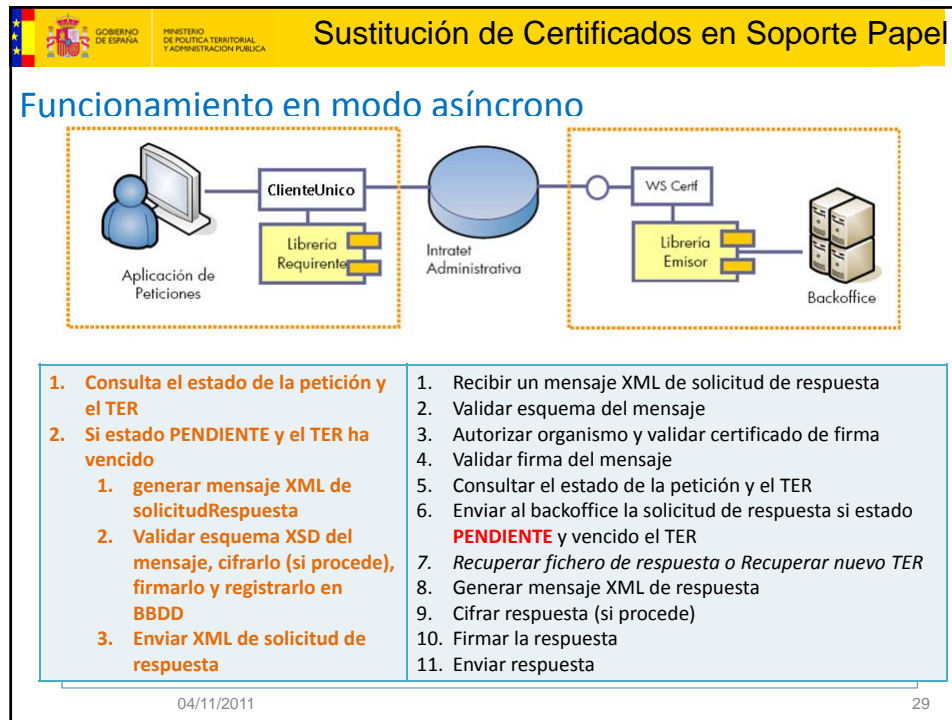 GOBIERNO
DE ESPAÑA
MINISTERIO
DE POLÍTICA TERRITORIAL
Y ADMINISTRACIÓN PÚBLICA
Sustitución de Certificados en Soporte Papel
Funcionamiento en modo asíncrono
Aplicación de
Peticiones
ClienteUnico
Librería
Requirente
Intratet
Administrativa
WS Certf
Librería
Emisor
Backoffice
1. Consulta el estado de la petición y
el TER
2. Si estado PENDIENTE y el TER ha
vencido
1. generar mensaje XML de
solicitudRespuesta
2. Validar esquema XSD del
mensaje, cifrarlo (si procede),
firmarlo y registrarlo en
BBDD
3. Enviar XML de solicitud de
respuesta
1. Recibir un mensaje XML de solicitud de respuesta
2. Validar esquema del mensaje
3. Autorizar organismo y validar certificado de firma
4. Validar firma del mensaje
5. Consultar el estado de la petición y el TER
6. Enviar al backoffice la solicitud de respuesta si estado
PENDIENTE y vencido el TER
7. Recuperar fichero de respuesta o Recuperar nuevo TER
8. Generar mensaje XML de respuesta
9. Cifrar respuesta (si procede)
10. Firmar la respuesta
11. Enviar respuesta
04/11/2011
29